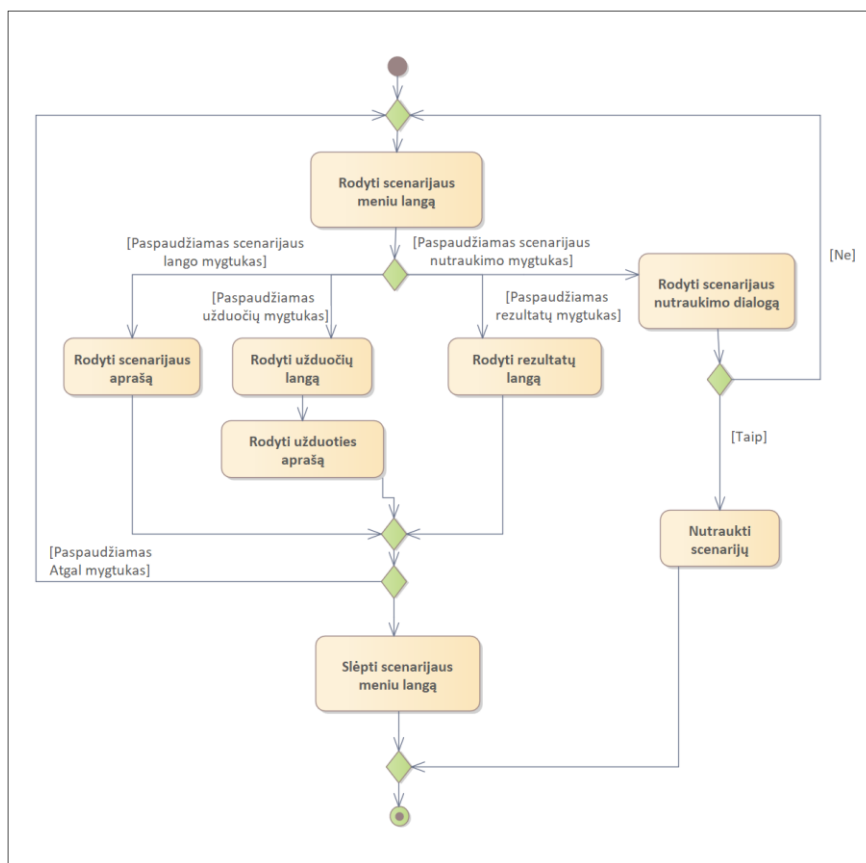 Rodyti scenarijaus
meniu langą
[Paspaudžiamas scenarijaus
lango mygtukas]
[Paspaudžiamas scenarijaus
nutraukimo mygtukas]
[Ne]
Rodyti scenarijaus
nutraukimo dialogą
[Paspaudžiamas
užduočių mygtukas]
[Paspaudžiamas
rezultatų mygtukas]
Rodyti scenarijaus
aprašą
Rodyti užduočių
langą
Rodyti rezultatų
langą
Rodyti užduoties
aprašą
[Taip]
[Paspaudžiamas
Atgal mygtukas]
Nutraukti
scenarijų
Slėpti scenarijaus
meniu langą